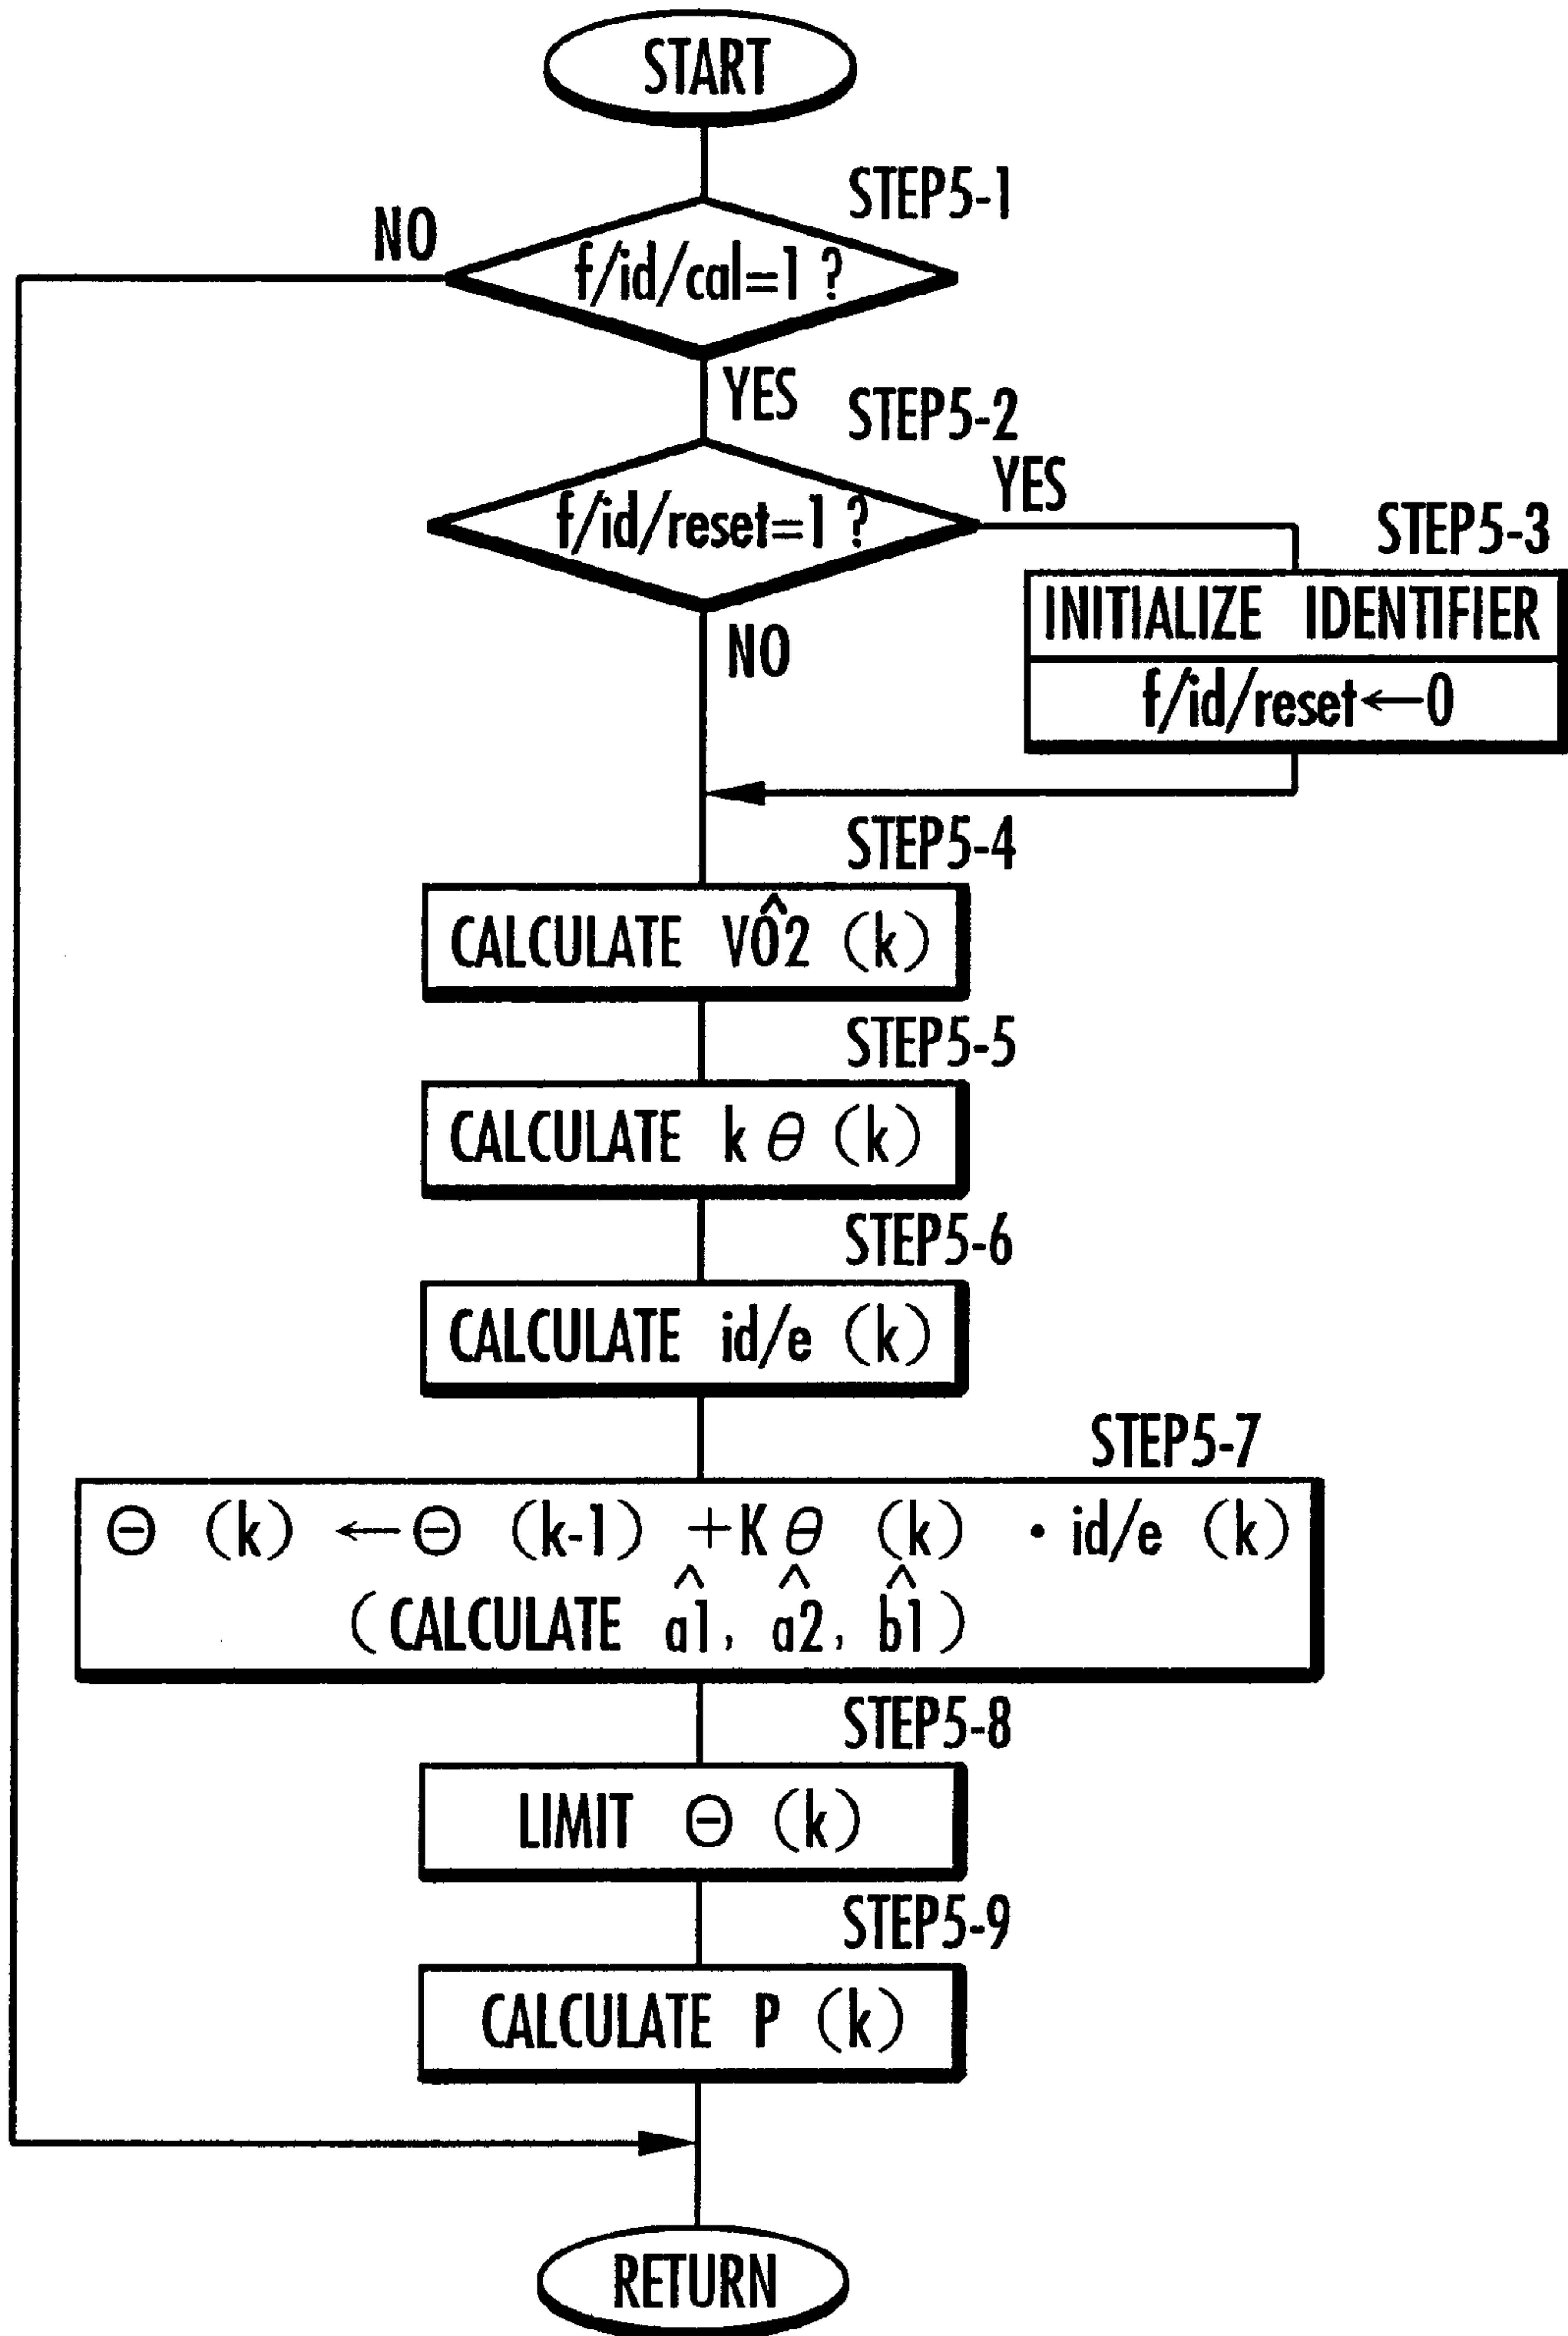 START
STEP5-1
NO
f/id/cal=1 ?
YES
STEP5-2
YES
f/id/reset=1 ?
STEP5-3
INITIALIZE IDENTIFIER
NO
f/id/reset←0
STEP5-4
CALCULATE VÔ2 (k)
STEP5-5
CALCULATE k θ (k)
STEP5-6
CALCULATE id/e (k)
STEP5-7
Θ (k) ←Θ (k-1) +K θ (k) · id/e (k)
(CALCULATE â1, â2, b̂1)
STEP5-8
LIMIT Θ (k)
STEP5-9
CALCULATE P (k)
RETURN